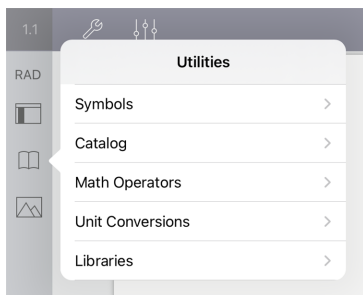 1.1
Utilities
RAD
Symbols
Catalog
Math Operators
Unit Conversions
Libraries